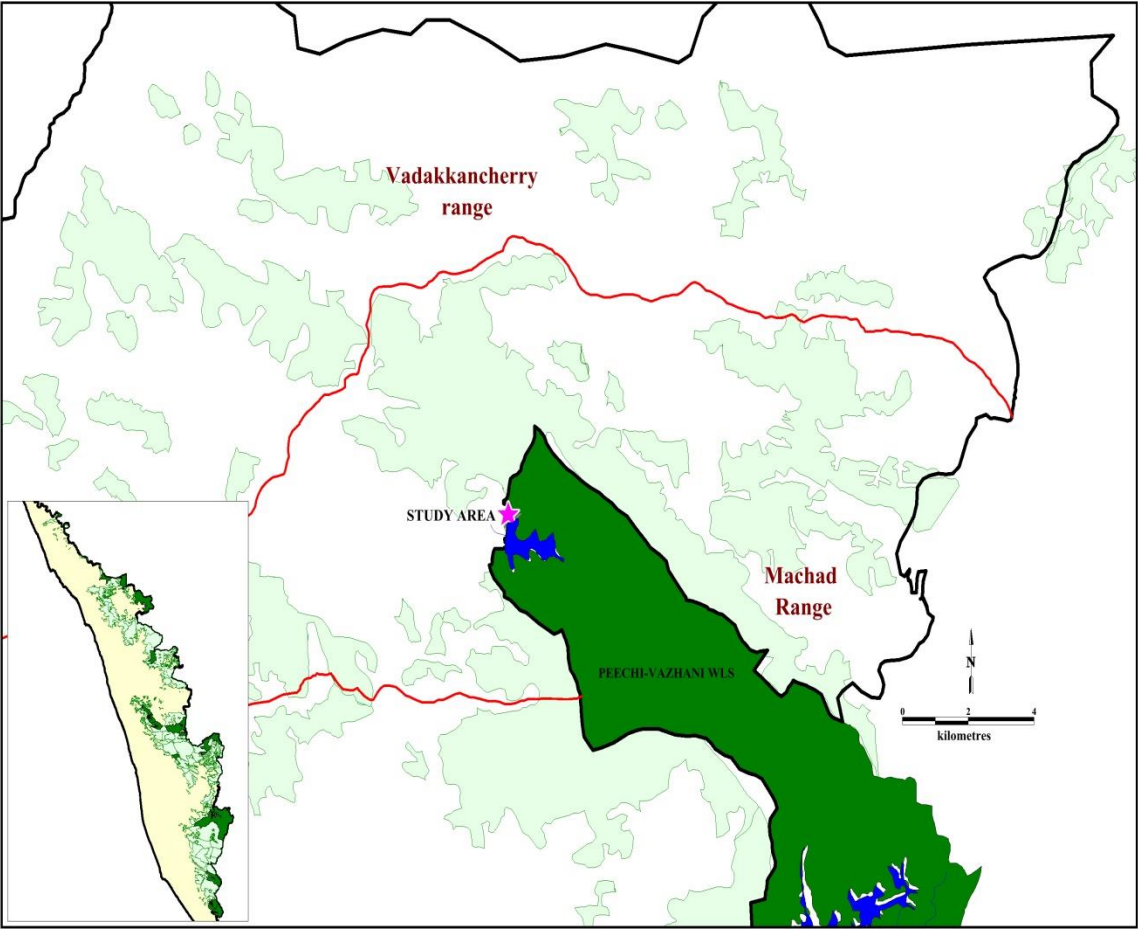 Vadakkancherry
range
STUDY AREA
Machad
Range
PEECHI-VAZHANI WLS
N
0 2 4
kilometres